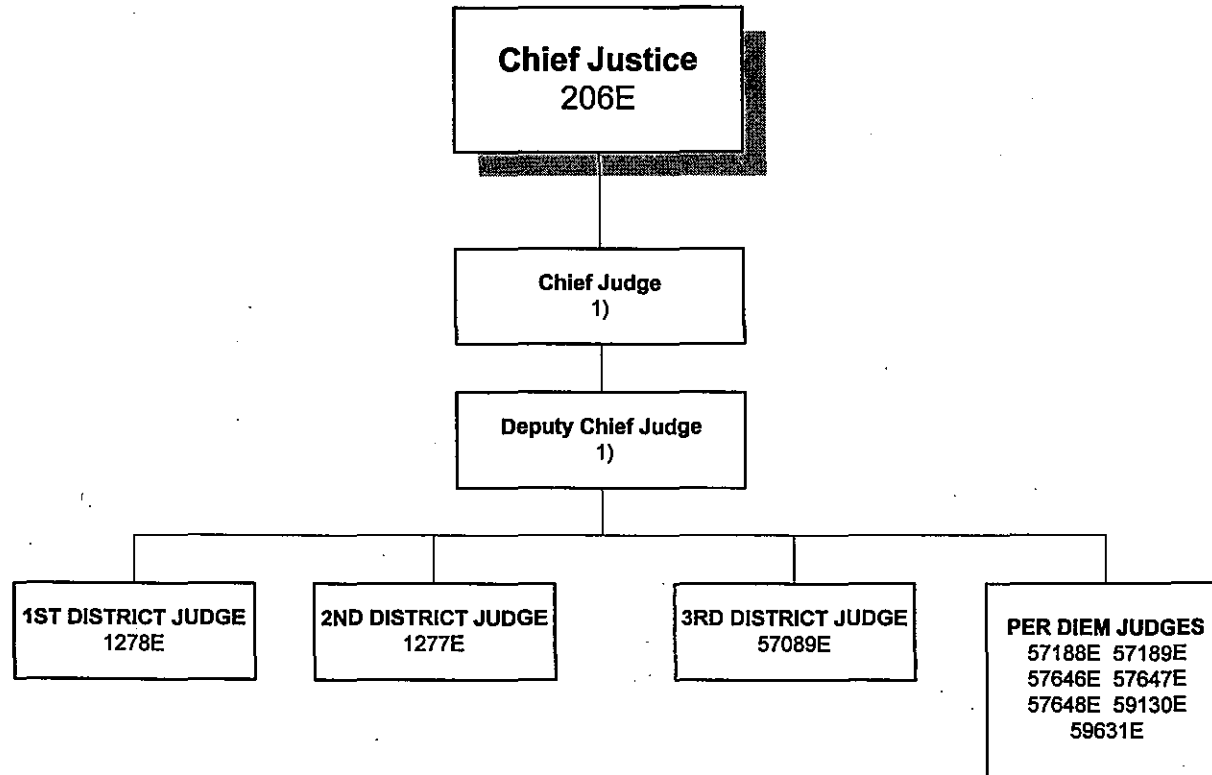 Chief Justice
206E
Chief Judge
1)
Deputy Chief Judge
1)
1ST DISTRICT JUDGE
1278E
2ND DISTRICT JUDGE
1277E
3RD DISTRICT JUDGE
57089E
PER DIEM JUDGES
57188E 57189E
57646E 57647E
57648E 59130E
59631E